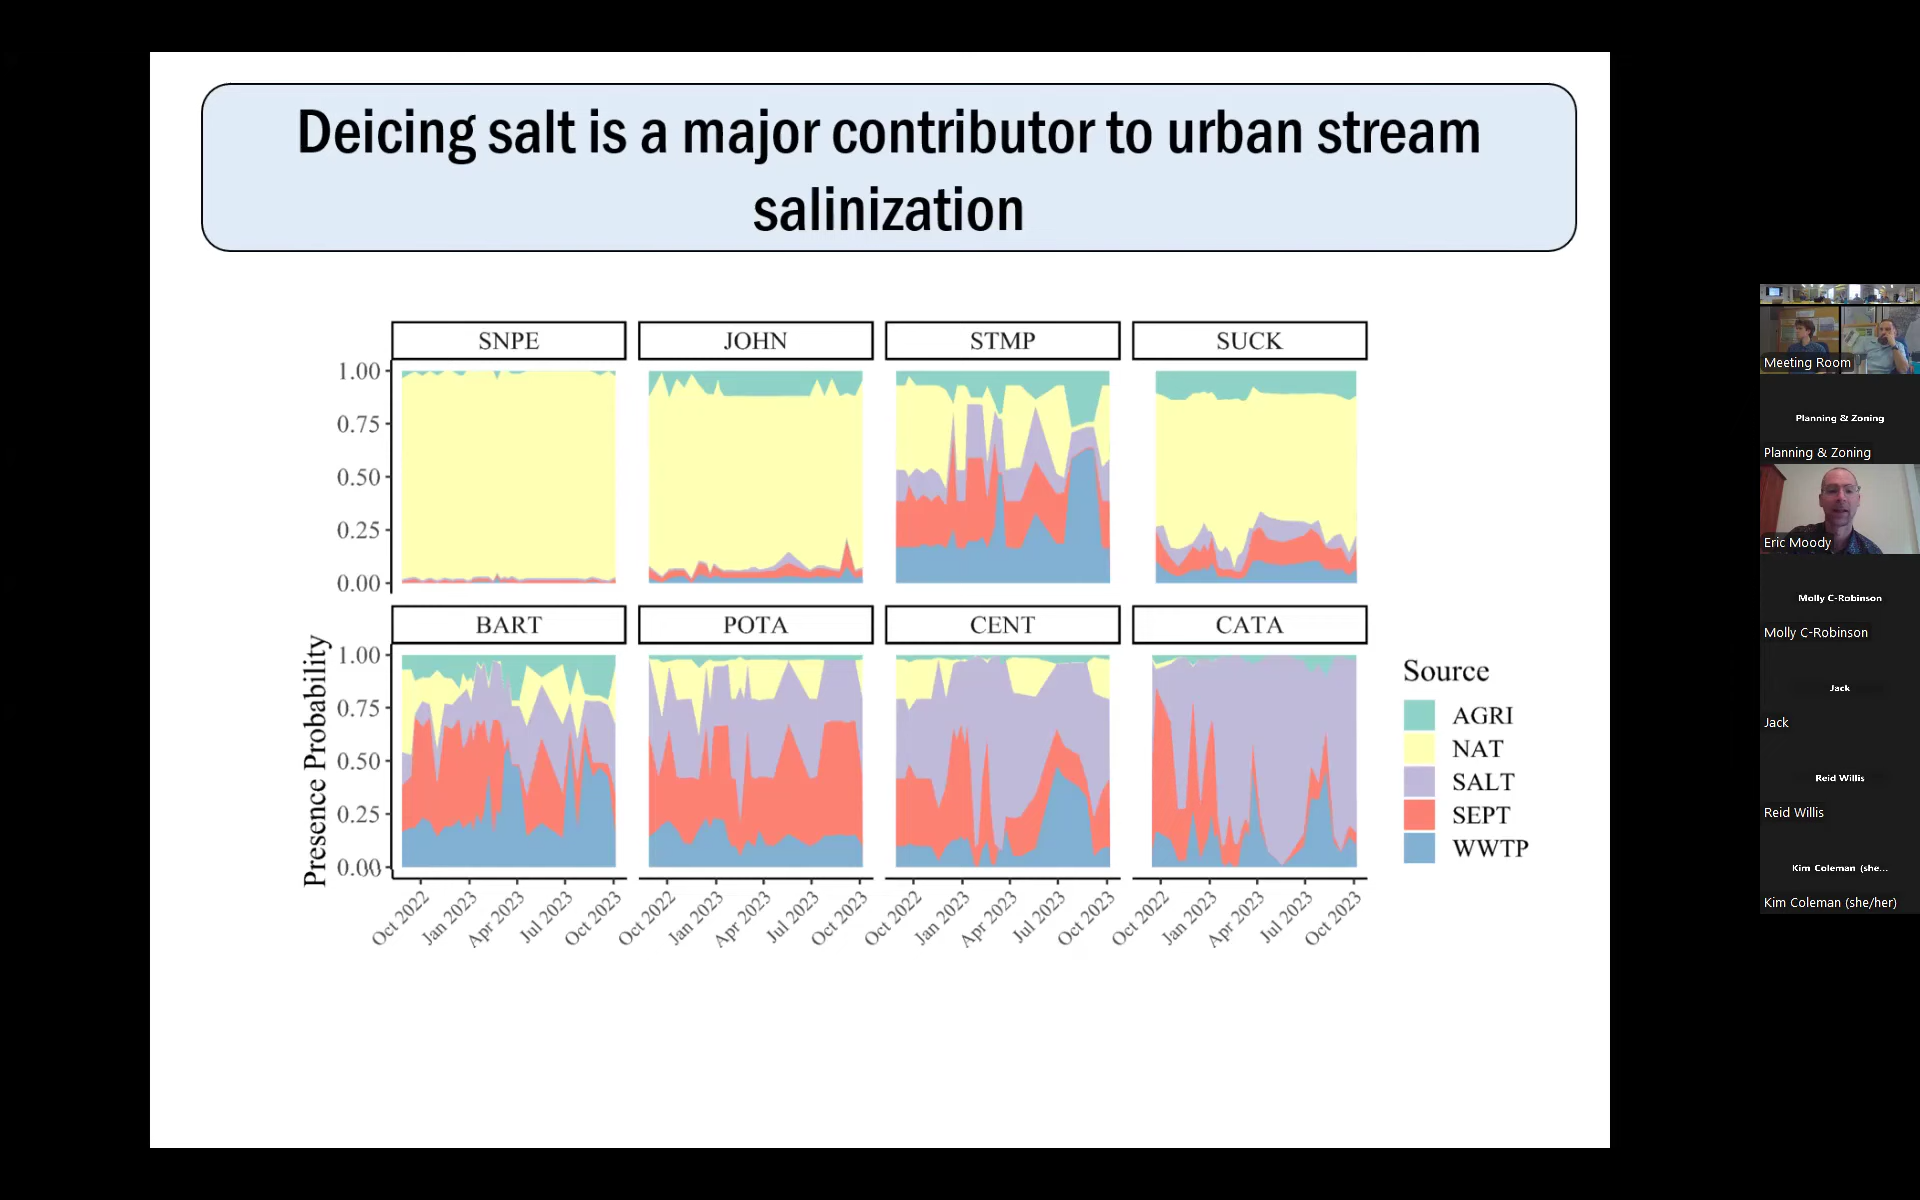 Deicing salt is a major contributor to urban stream
salinization
SNPE
JOHN
STMP
SUCK
1.00
0.75
0.50
0.25
0.00
BART
POTA
CENT
CATA
Presence Probability
1.00
0.75
0.50
0.25
0.00
Oct 2022
Jan 2023
Apr 2023
Jul 2023
Oct 2023
Oct 2022
Jan 2023
Apr 2023
Jul 2023
Oct 2023
Oct 2022
Jan 2023
Apr 2023
Jul 2023
Oct 2023
Oct 2022
Jan 2023
Apr 2023
Jul 2023
Oct 2023
Source
AGRI
NAT
SALT
SEPT
WWTP
Meeting Room
Planning & Zoning
Planning & Zoning
Eric Moody
Molly C-Robinson
Molly C-Robinson
Jack
Jack
Reid Willis
Reid Willis
Kim Coleman (she...
Kim Coleman (she/her)